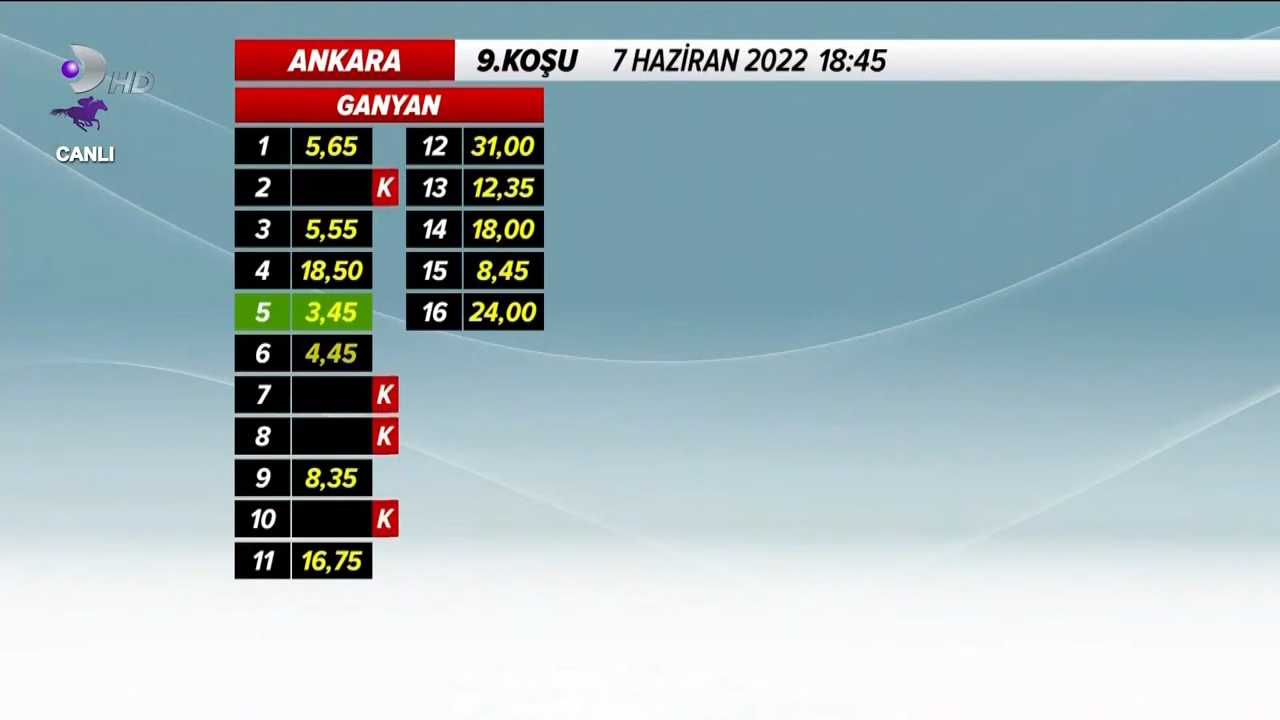 HD
CANLI
ANKARA 9.KOŞU 7 HAZİRAN 2022 18:45
GANYAN
1 5,65
2 K
3 5,55
4 18,50
5 3,45
6 4,45
7 K
8 K
9 8,35
10 K
11 16,75
12 31,00
13 12,35
14 18,00
15 8,45
16 24,00